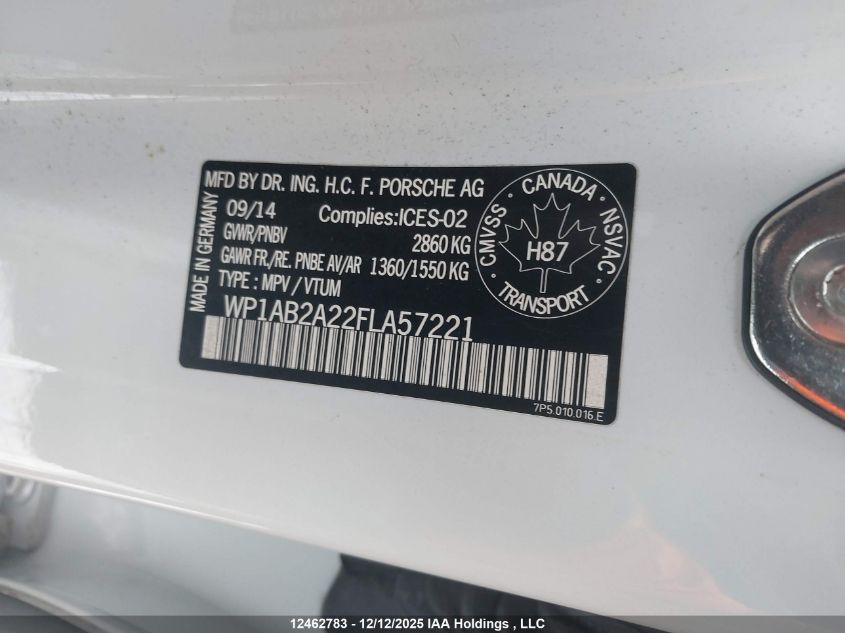 MADE IN GERMANY
MFD BY DR. ING. H.C. F. PORSCHE AG
09/14 Complies:ICES-02
GVWR/PNBV 2860 KG
GAWR FR./RE. PNBE AV/AR 1360/1550 KG
TYPE : MPV / VTUM
WP1AB2A22FLA57221
7P5.010.016.E
CANADA
CMVSS NSVAC
H87
TRANSPORT
12462783 - 12/12/2025 IAA Holdings , LLC